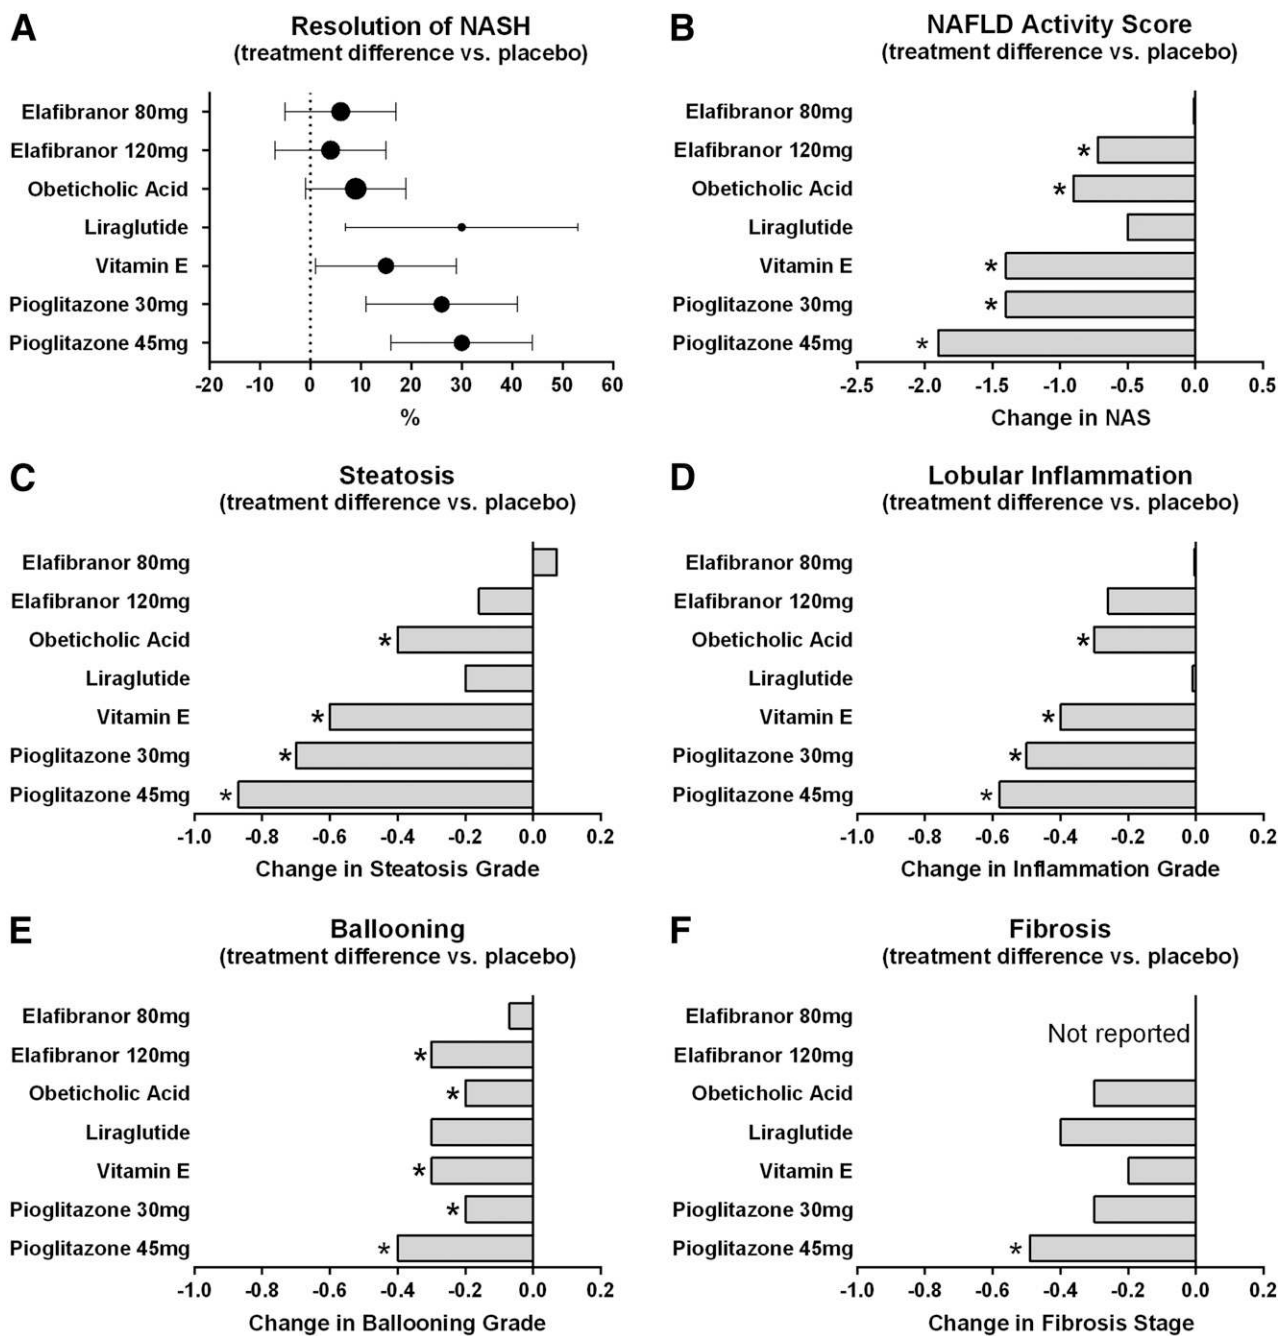 A
Resolution of NASH
(treatment difference vs. placebo)
Elafibranor 80mg
Elafibranor 120mg
Obeticholic Acid
Liraglutide
Vitamin E
Pioglitazone 30mg
Pioglitazone 45mg
-20 -10 0 10 20 30 40 50 60
%
B
NAFLD Activity Score
(treatment difference vs. placebo)
Elafibranor 80mg
Elafibranor 120mg *
Obeticholic Acid *
Liraglutide
Vitamin E *
Pioglitazone 30mg *
Pioglitazone 45mg *
-2.5 -2.0 -1.5 -1.0 -0.5 0.0 0.5
Change in NAS
C
Steatosis
(treatment difference vs. placebo)
Elafibranor 80mg
Elafibranor 120mg
Obeticholic Acid *
Liraglutide
Vitamin E *
Pioglitazone 30mg *
Pioglitazone 45mg *
-1.0 -0.8 -0.6 -0.4 -0.2 0.0 0.2
Change in Steatosis Grade
D
Lobular Inflammation
(treatment difference vs. placebo)
Elafibranor 80mg
Elafibranor 120mg
Obeticholic Acid *
Liraglutide
Vitamin E *
Pioglitazone 30mg *
Pioglitazone 45mg *
-1.0 -0.8 -0.6 -0.4 -0.2 0.0 0.2
Change in Inflammation Grade
E
Ballooning
(treatment difference vs. placebo)
Elafibranor 80mg
Elafibranor 120mg *
Obeticholic Acid *
Liraglutide
Vitamin E *
Pioglitazone 30mg *
Pioglitazone 45mg *
-1.0 -0.8 -0.6 -0.4 -0.2 0.0 0.2
Change in Ballooning Grade
F
Fibrosis
(treatment difference vs. placebo)
Elafibranor 80mg
Not reported
Elafibranor 120mg
Obeticholic Acid
Liraglutide
Vitamin E
Pioglitazone 30mg
Pioglitazone 45mg *
-1.0 -0.8 -0.6 -0.4 -0.2 0.0 0.2
Change in Fibrosis Stage